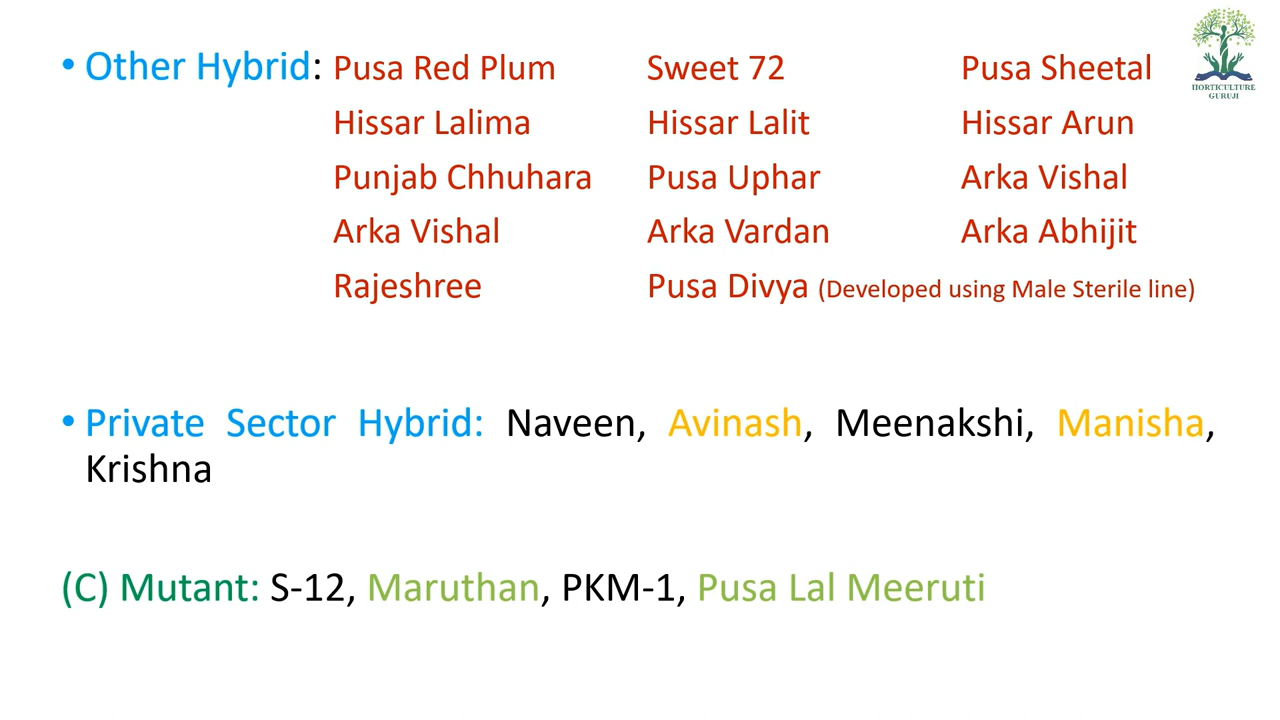 • Other Hybrid: Pusa Red Plum Sweet 72 Pusa Sheetal
Hissar Lalima Hissar Lalit Hissar Arun
Punjab Chhuhara Pusa Uphar Arka Vishal
Arka Vishal Arka Vardan Arka Abhijit
Rajeshree Pusa Divya (Developed using Male Sterile line)
• Private Sector Hybrid: Naveen, Avinash, Meenakshi, Manisha,
Krishna
(C) Mutant: S-12, Maruthan, PKM-1, Pusa Lal Meeruti
HORTICULTURE
GURUJI